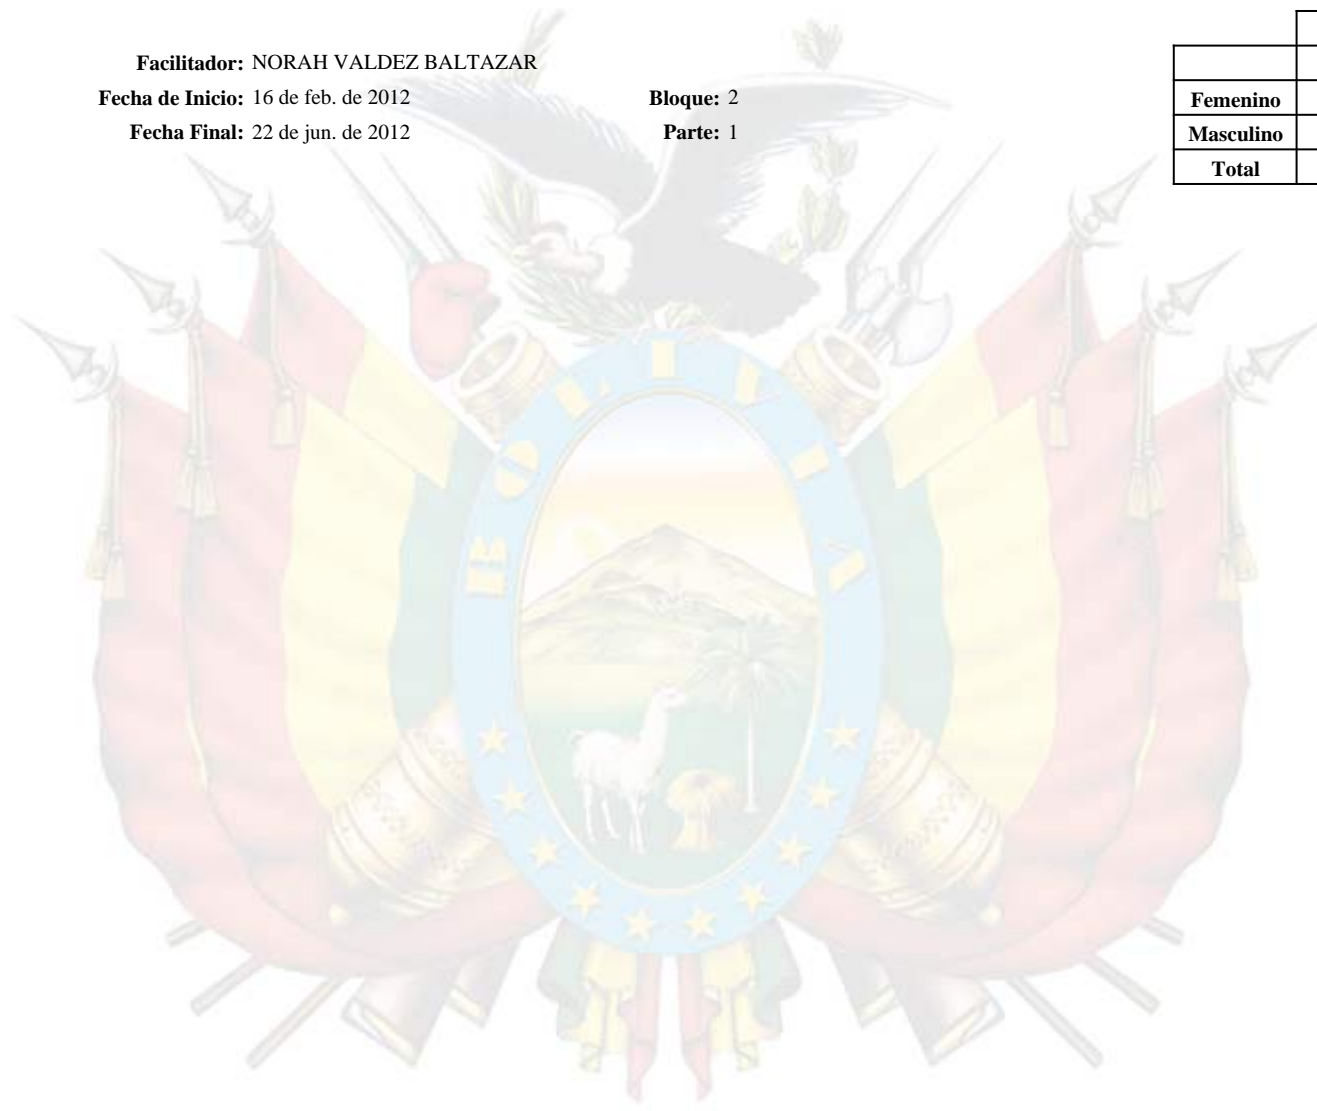 Facilitador: NORAH VALDEZ BALTAZAR
Fecha de Inicio: 16 de feb. de 2012 Bloque: 2
Fecha Final: 22 de jun. de 2012 Parte: 1
Femenino
Masculino
Total
BOLIVIA